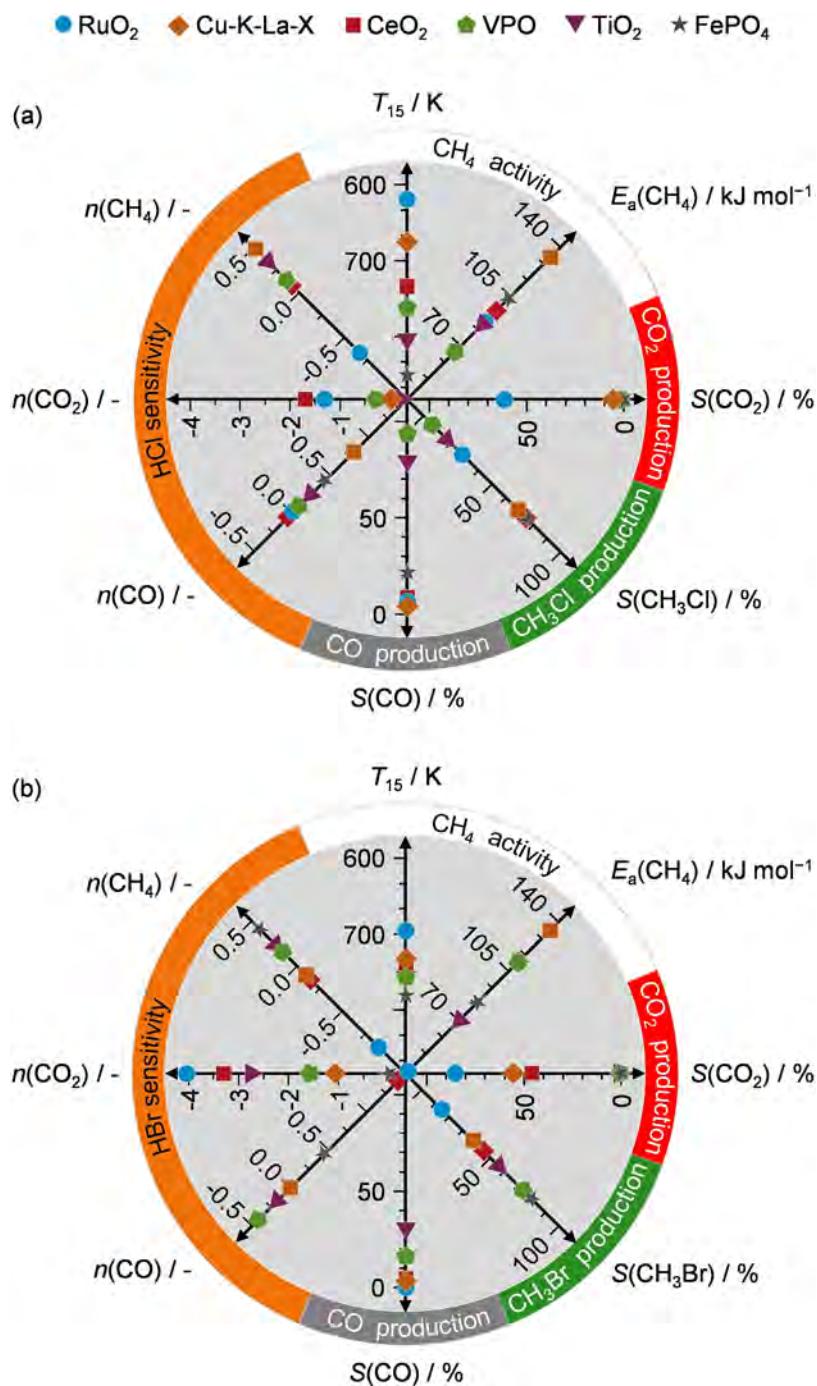 RuO₂ Cu-K-La-X CeO₂ VPO TiO₂ FePO₄
(a)
T₁₅ / K
CH₄ activity
n(CH₄) / -
Eₐ(CH₄) / kJ mol⁻¹
600
700
140
105
70
0.5
0.0
-0.5
HCl sensitivity
CO₂ production
n(CO₂) / -
-4 -3 -2 -1
50 0
S(CO₂) / %
-0.5
0.0
-0.5
50
0
50
100
n(CO) / -
CO production
CH₃Cl production
S(CH₃Cl) / %
S(CO) / %
(b)
T₁₅ / K
CH₄ activity
n(CH₄) / -
Eₐ(CH₄) / kJ mol⁻¹
600
700
140
105
70
0.5
0.0
-0.5
HBr sensitivity
CO₂ production
n(CO₂) / -
-4 -3 -2 -1
50 0
S(CO₂) / %
-0.5
0.0
-0.5
50
0
50
100
n(CO) / -
CO production
CH₃Br production
S(CH₃Br) / %
S(CO) / %